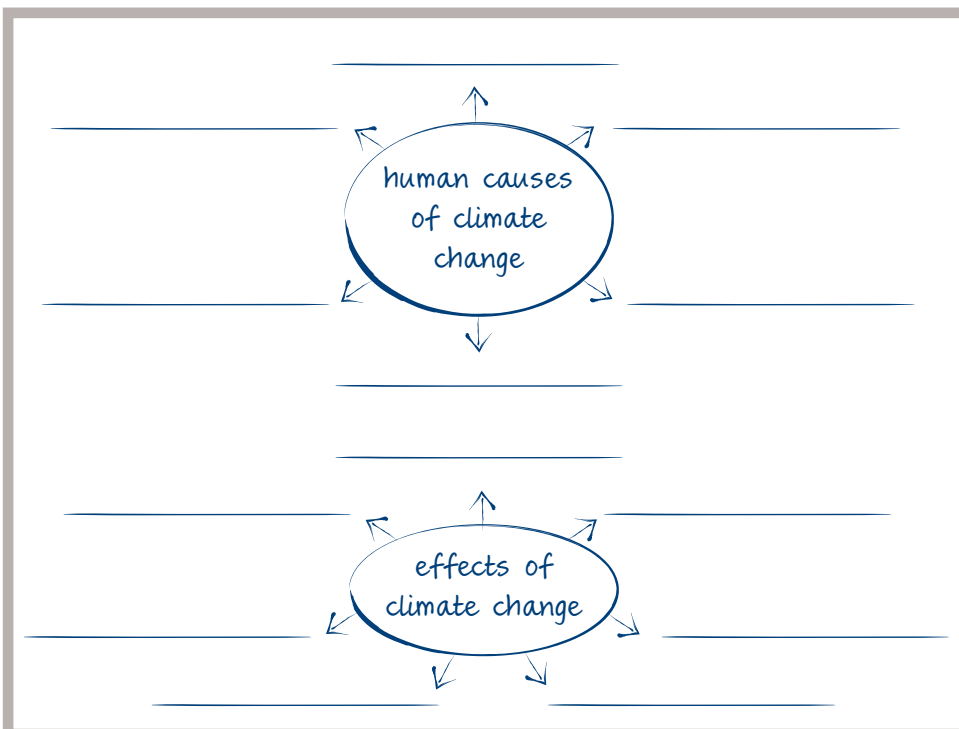 human causes
of climate
change
effects of
climate change